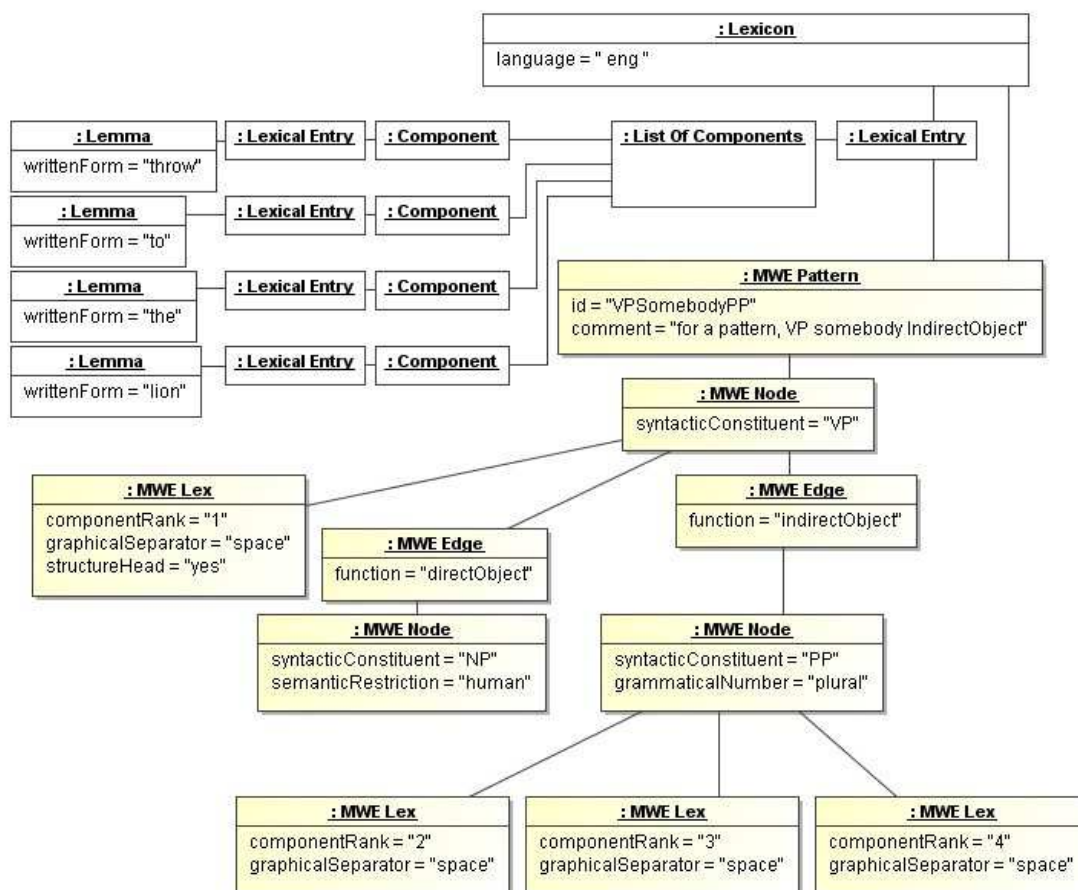 : Lexicon
language = " eng "
: Lemma
writtenForm = "throw"
: Lexical Entry
: Component
: List Of Components
: Lexical Entry
: Lemma
writtenForm = "to"
: Lexical Entry
: Component
: Lemma
writtenForm = "the"
: Lexical Entry
: Component
: Lemma
writtenForm = "lion"
: Lexical Entry
: Component
: MWE Pattern
id = "VPSomebodyPP"
comment = "for a pattern, VP somebody IndirectObject"
: MWE Node
syntacticConstituent = "VP"
: MWE Lex
componentRank = "1"
graphicalSeparator = "space"
structureHead = "yes"
: MWE Edge
function = "directObject"
: MWE Edge
function = "indirectObject"
: MWE Node
syntacticConstituent = "NP"
semanticRestriction = "human"
: MWE Node
syntacticConstituent = "PP"
grammaticalNumber = "plural"
: MWE Lex
componentRank = "2"
graphicalSeparator = "space"
: MWE Lex
componentRank = "3"
graphicalSeparator = "space"
: MWE Lex
componentRank = "4"
graphicalSeparator = "space"